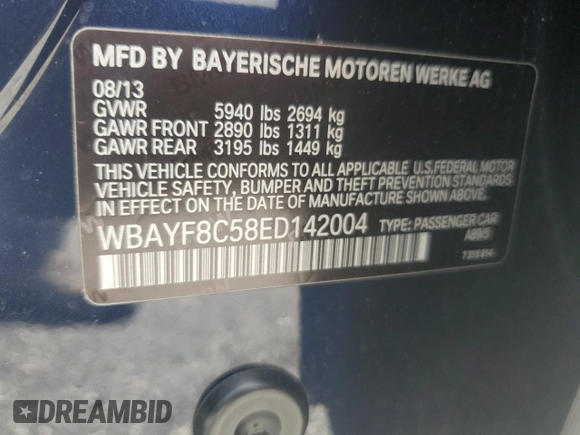 MFD BY BAYERISCHE MOTOREN WERKE AG
08/13
GVWR 5940 lbs 2694 kg
GAWR FRONT 2890 lbs 1311 kg
GAWR REAR 3195 lbs 1449 kg
THIS VEHICLE CONFORMS TO ALL APPLICABLE U.S.FEDERAL MOTOR
VEHICLE SAFETY, BUMPER AND THEFT PREVENTION STANDARDS
IN EFFECT ON THE DATE OF MANUFACTURE SHOWN ABOVE.
WBAYF8C58ED142004 TYPE: PASSENGER CAR
A89/5
DREAMBID